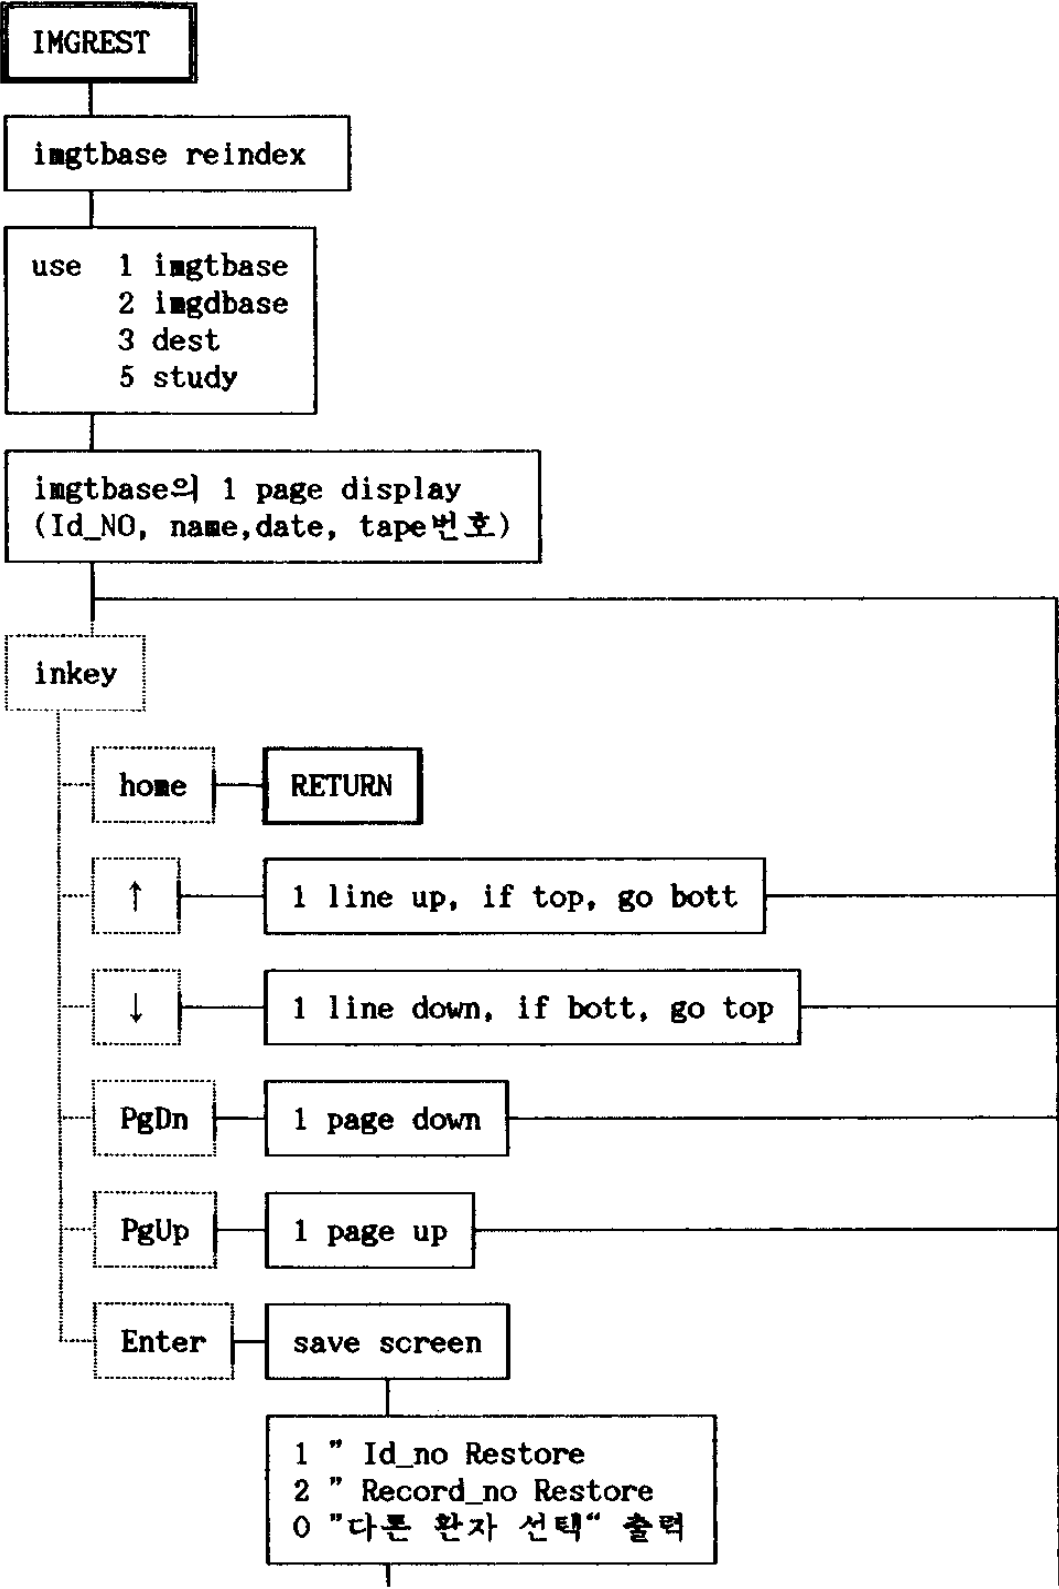 IMGREST
imgtbase reindex
use 1 imgtbase
2 imgdbase
3 dest
5 study
imgtbase의 1 page display
(Id_NO, name,date, tape번호)
inkey
home RETURN
↑ 1 line up, if top, go bott
↓ 1 line down, if bott, go top
PgDn 1 page down
PgUp 1 page up
Enter save screen
1 " Id_no Restore
2 " Record_no Restore
0 "다른 환자 선택" 출력